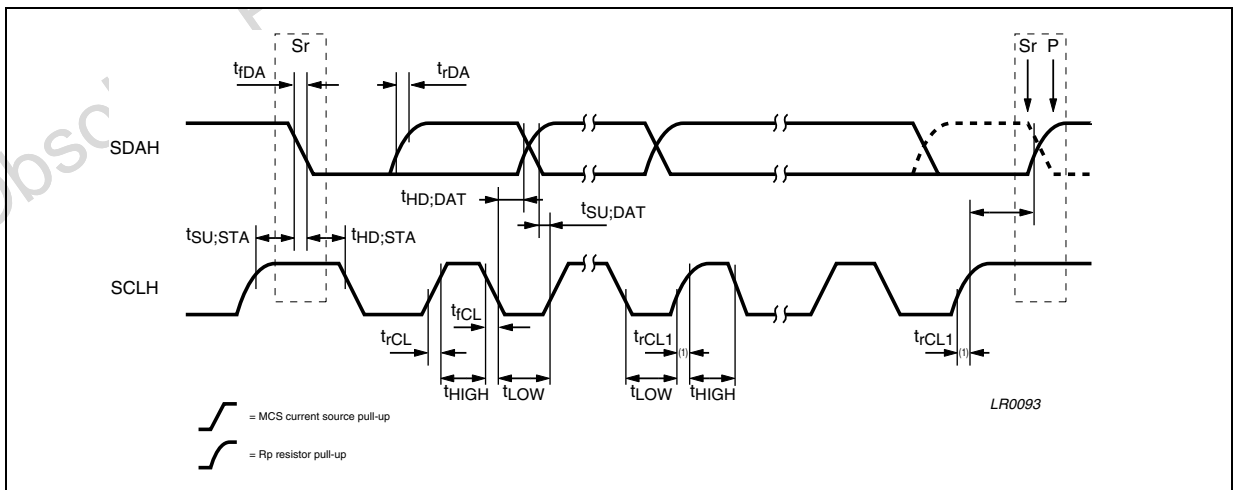 Sr
Sr P
tfDA
trDA
SDAH
tHD;DAT
tSU;DAT
tSU;STA
tHD;STA
SCLH
tfCL
trCL
trCL1
(1)
trCL1
(1)
tHIGH
tLOW
tLOW
tHIGH
LR0093
= MCS current source pull-up
= Rp resistor pull-up